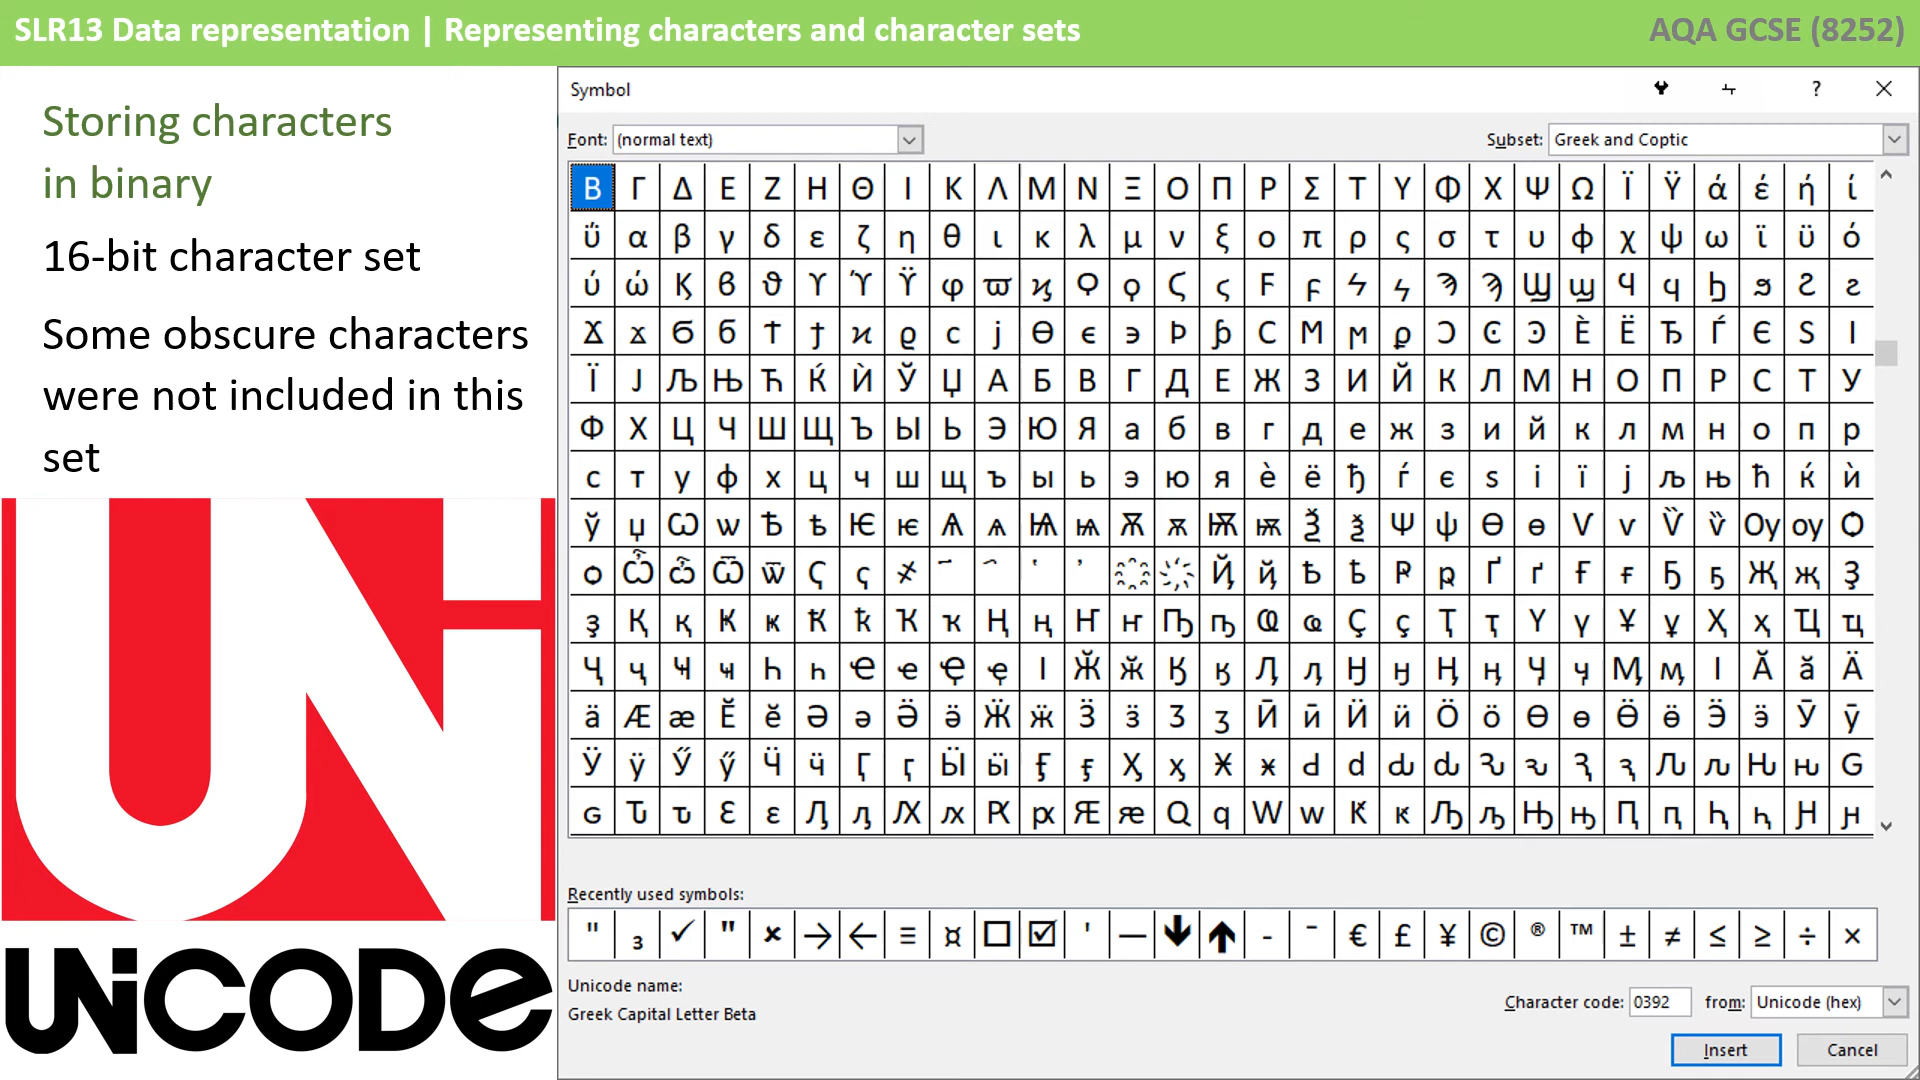 SLR13 Data representation | Representing characters and character sets
AQA GCSE (8252)
Storing characters
in binary
16-bit character set
Some obscure characters
were not included in this
set
UNiCODe
Symbol
Font: (normal text)
Subset: Greek and Coptic
Β Γ Δ Ε Ζ Η Θ Ι Κ Λ Μ Ν Ξ Ο Π Ρ Σ Τ Υ Φ Χ Ψ Ω Ϊ Ϋ ά έ ή ί
ΰ α β γ δ ε ζ η θ ι κ λ μ ν ξ ο π ρ ς σ τ υ φ χ ψ ω ϊ ϋ ό
ύ ώ Ϗ ϐ ϑ ϒ ϓ ϔ ϕ ϖ ϗ Ϙ ϙ Ϛ ϛ Ϝ ϝ Ϟ ϟ Ϡ ϡ Ϣ ϣ Ϥ ϥ Ϧ ϧ Ϩ ϩ
Ϫ ϫ Ϭ ϭ Ϯ ϯ ϰ ϱ ϲ ϳ ϴ ϵ ϶ Ϸ ϸ Ϲ Ϻ ϻ ϼ Ͻ Ͼ Ͽ Ѐ Ё Ђ Ѓ Є Ѕ І
Ї Ј Љ Њ Ћ Ќ Ѝ Ў Џ А Б В Г Д Е Ж З И Й К Л М Н О П Р С Т У
Ф Х Ц Ч Ш Щ Ъ Ы Ь Э Ю Я а б в г д е ж з и й к л м н о п р
с т у ф х ц ч ш щ ъ ы ь э ю я ѐ ё ђ ѓ є ѕ і ї ј љ њ ћ ќ ѝ
ў џ Ѡ ѡ Ѣ ѣ Ѥ ѥ Ѧ ѧ Ѩ ѩ Ѫ ѫ Ѭ ѭ Ѯ ѯ Ѱ ѱ Ѳ ѳ Ѵ ѵ Ѷ ѷ Ѹ ѹ Ѻ
ѻ Ѽ ѽ Ѿ ѿ Ҁ ҁ ҂ ҃ ҄ ҅ ҆ ҈ ҉ Ҋ ҋ Ҍ ҍ Ҏ ҏ Ґ ґ Ғ ғ Ҕ ҕ Җ җ Ҙ
ҙ Қ қ Ҝ ҝ Ҟ ҟ Ҡ ҡ Ң ң Ҥ ҥ Ҧ ҧ Ҩ ҩ Ҫ ҫ Ҭ ҭ Ү ү Ұ ұ Ҳ ҳ Ҵ ҵ
Ҷ ҷ Ҹ ҹ Һ һ Ҽ ҽ Ҿ ҿ Ӏ Ӂ ӂ Ӄ ӄ Ӆ ӆ Ӈ ӈ Ӊ ӊ Ӌ ӌ Ӎ ӎ ӏ Ӑ ӑ Ӓ
ӓ Ӕ ӕ Ӗ ӗ Ә ә Ӛ ӛ Ӝ ӝ Ӟ ӟ Ӡ ӡ Ӣ ӣ Ӥ ӥ Ӧ ӧ Ө ө Ӫ ӫ Ӭ ӭ Ӯ ӯ
Ӱ ӱ Ӳ ӳ Ӵ ӵ Ӷ ӷ Ӹ ӹ Ӻ ӻ Ӽ ӽ Ӿ ӿ Ԁ ԁ Ԃ ԃ Ԅ ԅ Ԇ ԇ Ԉ ԉ Ԋ ԋ Ԍ
ԍ Ԏ ԏ Ԑ ԑ Ԓ ԓ Ԕ ԕ Ԗ ԗ Ԙ ԙ Ԛ ԛ Ԝ ԝ Ԟ ԟ Ԡ ԡ Ԣ ԣ Ԥ ԥ Ԧ ԧ Ԩ ԩ
Recently used symbols:
" ₃ ✓ " × → ← ≡ ¤ □ ☑ ' — 🡻 🡹 - ¯ € £ ¥ © ® ™ ± ≠ ≤ ≥ ÷ ×
Unicode name:
Greek Capital Letter Beta
Character code: 0392 from: Unicode (hex)
Insert Cancel